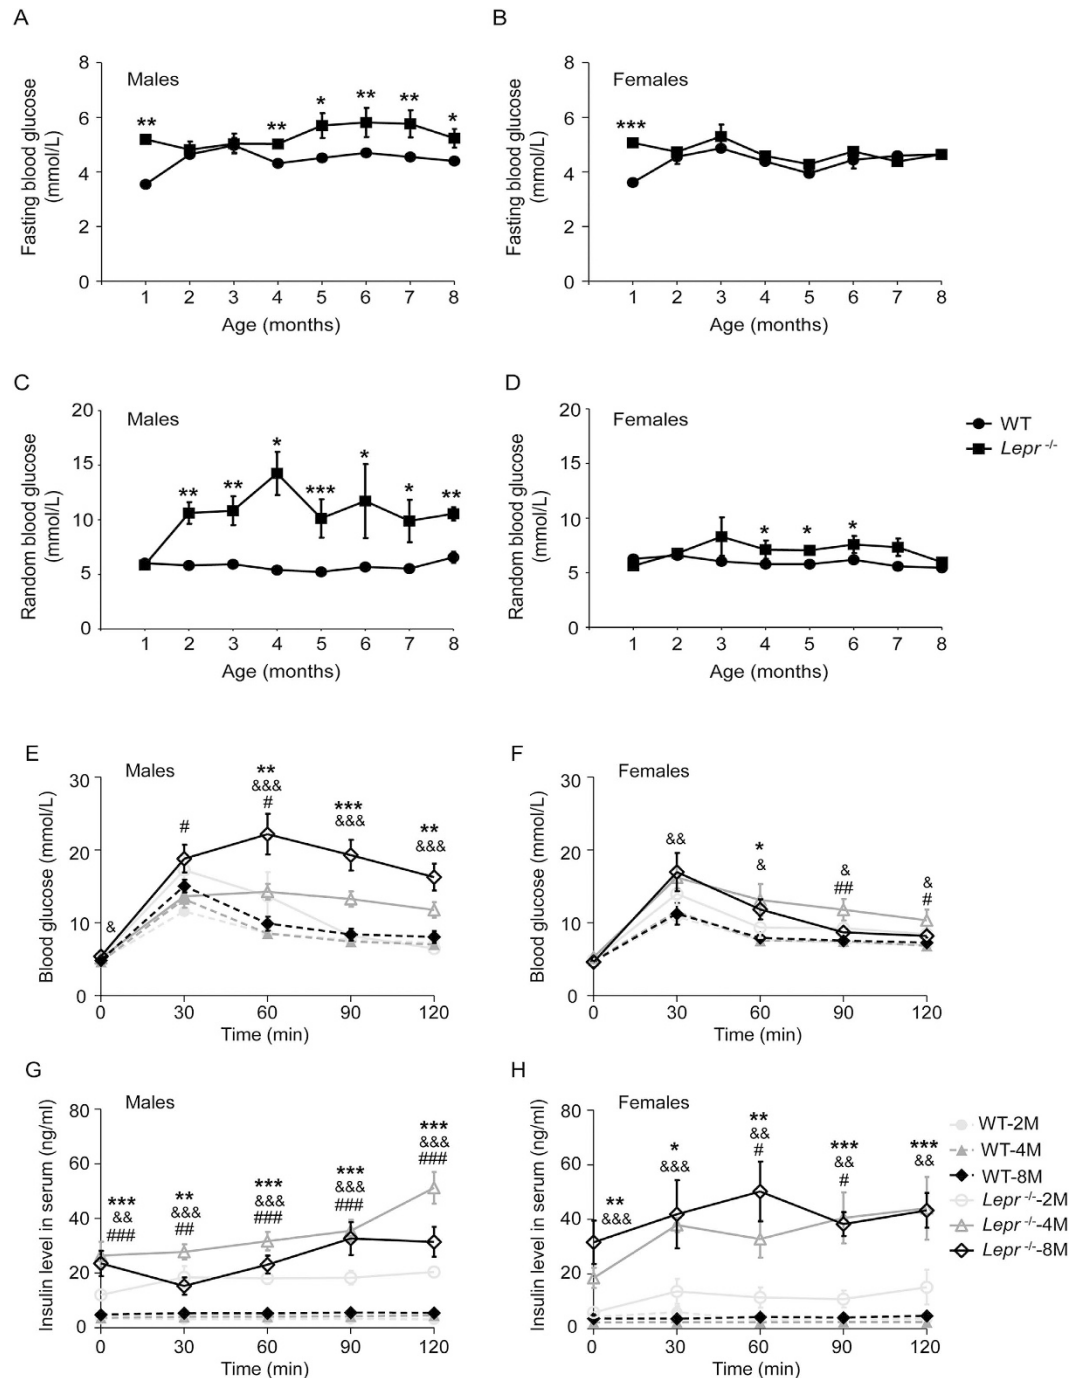 A
B
Fasting blood glucose
(mmol/L)
8
6
4
2
0
Males
**
**
*
**
**
*
1 2 3 4 5 6 7 8
Age (months)
Fasting blood glucose
(mmol/L)
8
6
4
2
0
Females
***
1 2 3 4 5 6 7 8
Age (months)
C
D
Random blood glucose
(mmol/L)
20
15
10
5
0
Males
**
**
*
***
*
*
**
1 2 3 4 5 6 7 8
Age (months)
Random blood glucose
(mmol/L)
20
15
10
5
0
Females
*
*
*
1 2 3 4 5 6 7 8
Age (months)
WT
Lepr -/-
E
F
Blood glucose (mmol/L)
30
20
10
0
Males
&
#
**
&&&
#
***
&&&
**
&&&
0 30 60 90 120
Time (min)
Blood glucose (mmol/L)
30
20
10
0
Females
&&
*
&
&
##
&
#
0 30 60 90 120
Time (min)
G
H
Insulin level in serum (ng/ml)
80
60
40
20
0
Males
***
&&
###
**
&&&
##
***
&&&
###
***
&&&
###
***
&&&
###
0 30 60 90 120
Time (min)
Insulin level in serum (ng/ml)
80
60
40
20
0
Females
**
&&&
*
&&&
**
&&
#
***
&&
#
***
&&
0 30 60 90 120
Time (min)
WT-2M
WT-4M
WT-8M
Lepr -/--2M
Lepr -/--4M
Lepr -/--8M